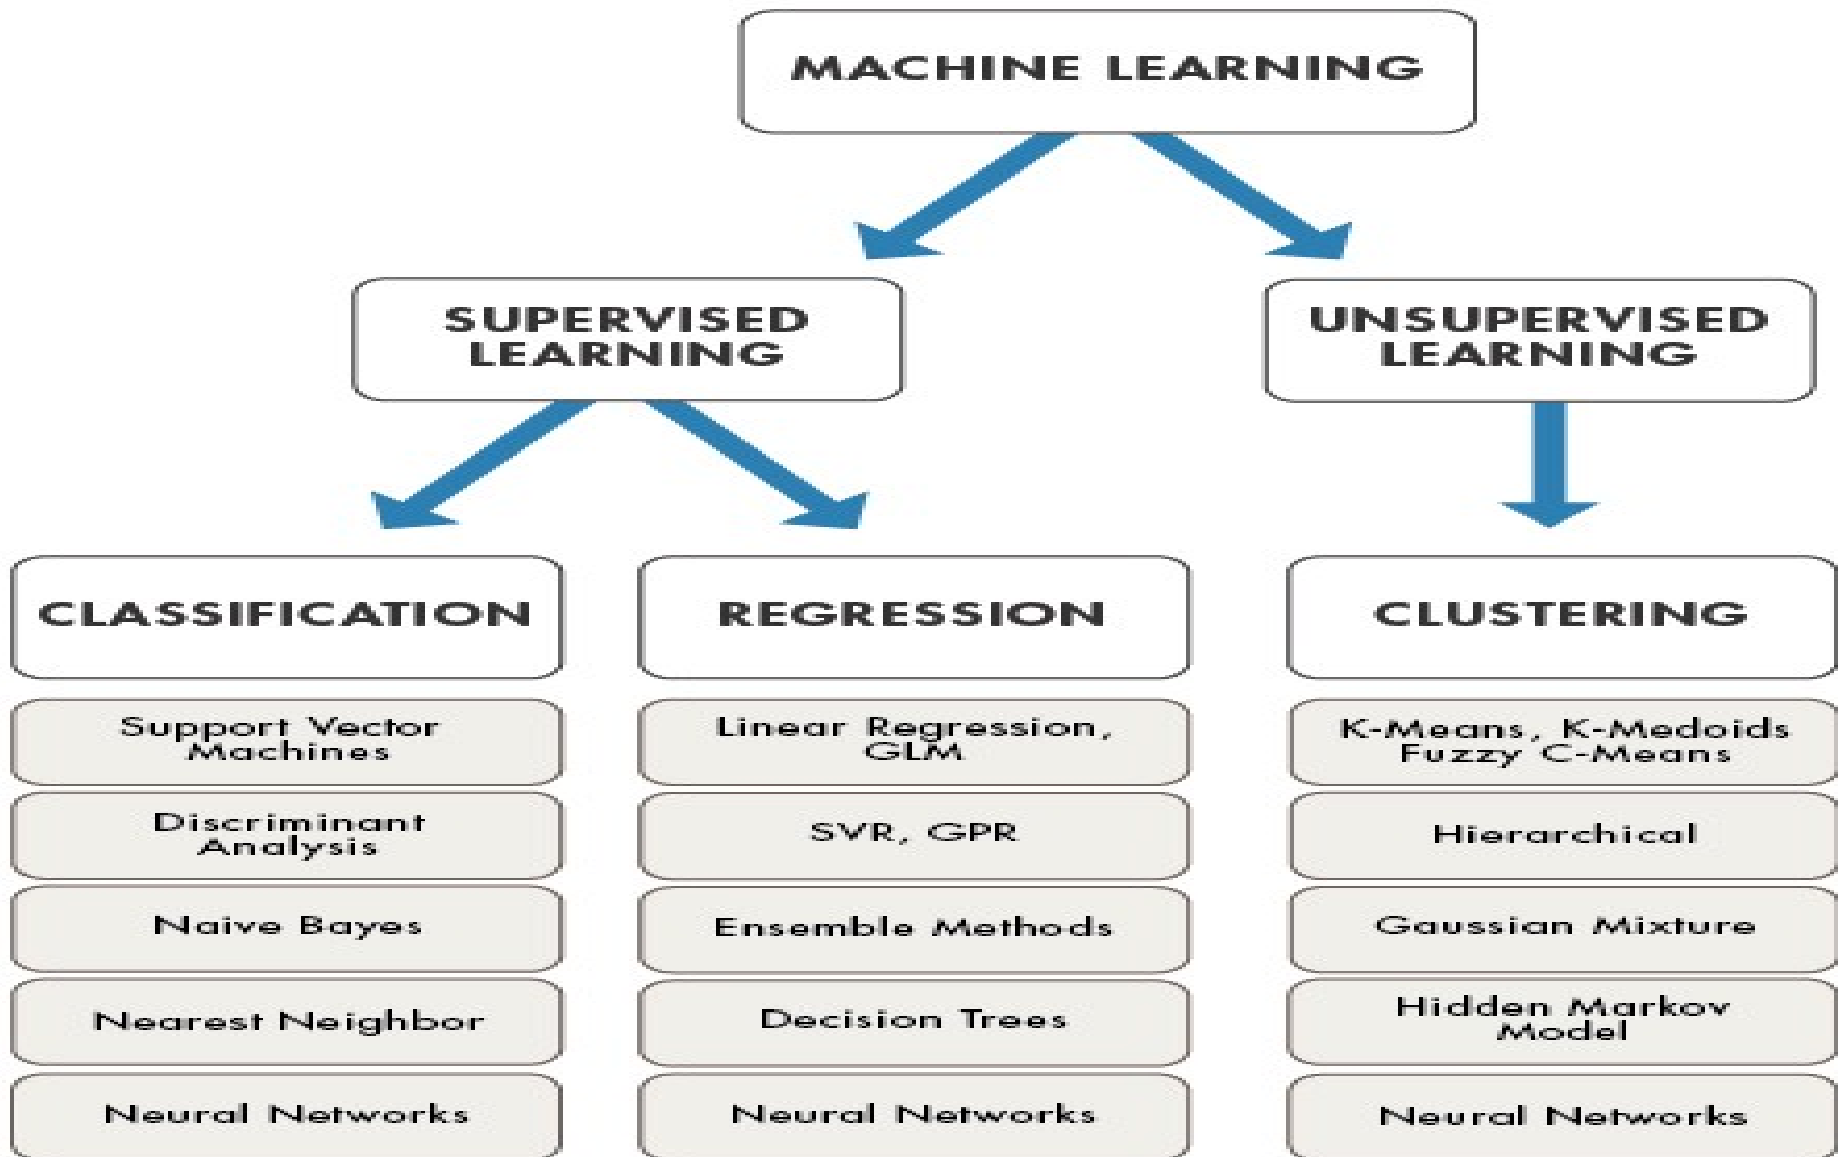 MACHINE LEARNING
SUPERVISED
LEARNING
UNSUPERVISED
LEARNING
CLASSIFICATION
REGRESSION
CLUSTERING
Support Vector
Machines
Linear Regression,
GLM
K-Means, K-Medoids
Fuzzy C-Means
Discriminant
Analysis
SVR, GPR
Hierarchical
Naive Bayes
Ensemble Methods
Gaussian Mixture
Nearest Neighbor
Decision Trees
Hidden Markov
Model
Neural Networks
Neural Networks
Neural Networks